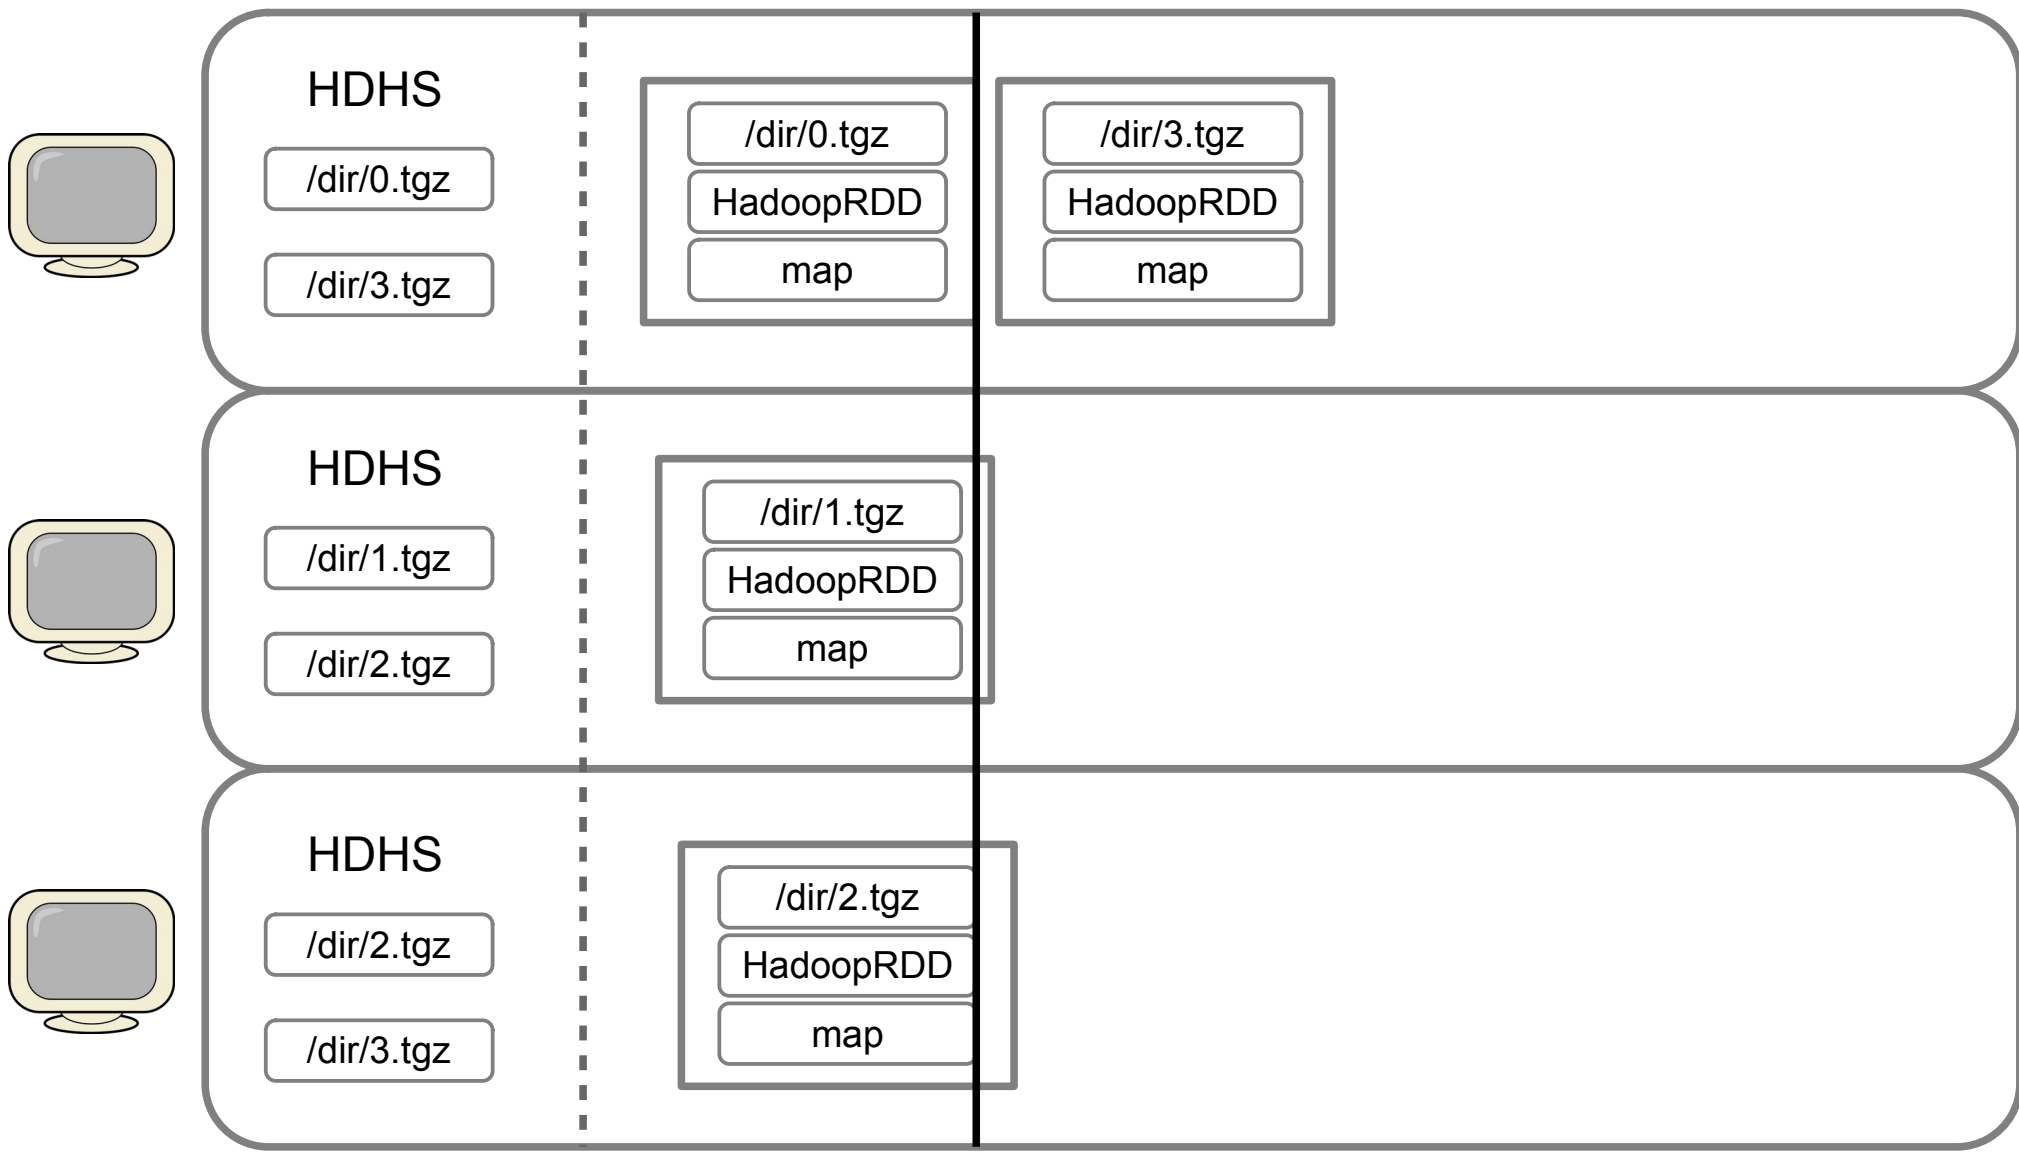 HDHS
/dir/0.tgz
/dir/3.tgz
/dir/0.tgz
HadoopRDD
map
/dir/3.tgz
HadoopRDD
map
HDHS
/dir/1.tgz
/dir/2.tgz
/dir/1.tgz
HadoopRDD
map
HDHS
/dir/2.tgz
/dir/3.tgz
/dir/2.tgz
HadoopRDD
map